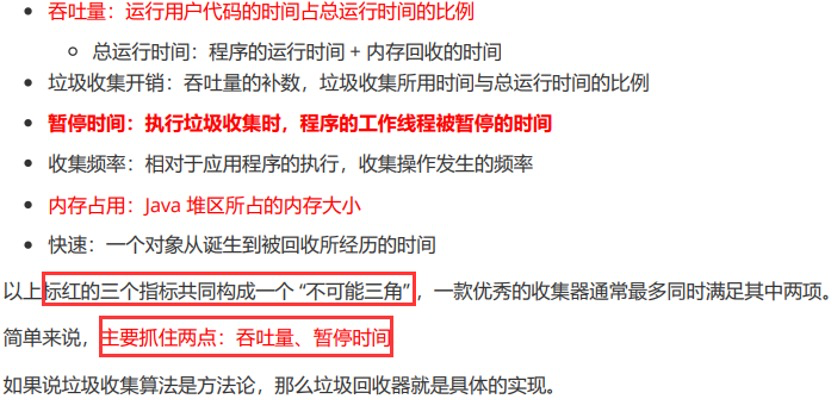 吞吐量：运行用户代码的时间占总运行时间的比例
总运行时间：程序的运行时间 + 内存回收的时间
垃圾收集开销：吞吐量的补数，垃圾收集所用时间与总运行时间的比例
暂停时间：执行垃圾收集时，程序的工作线程被暂停的时间
收集频率：相对于应用程序的执行，收集操作发生的频率
内存占用：Java 堆区所占的内存大小
快速：一个对象从诞生到被回收所经历的时间
以上标红的三个指标共同构成一个 “不可能三角” ，一款优秀的收集器通常最多同时满足其中两项。
简单来说，主要抓住两点：吞吐量、暂停时间
如果说垃圾收集算法是方法论，那么垃圾回收器就是具体的实现。